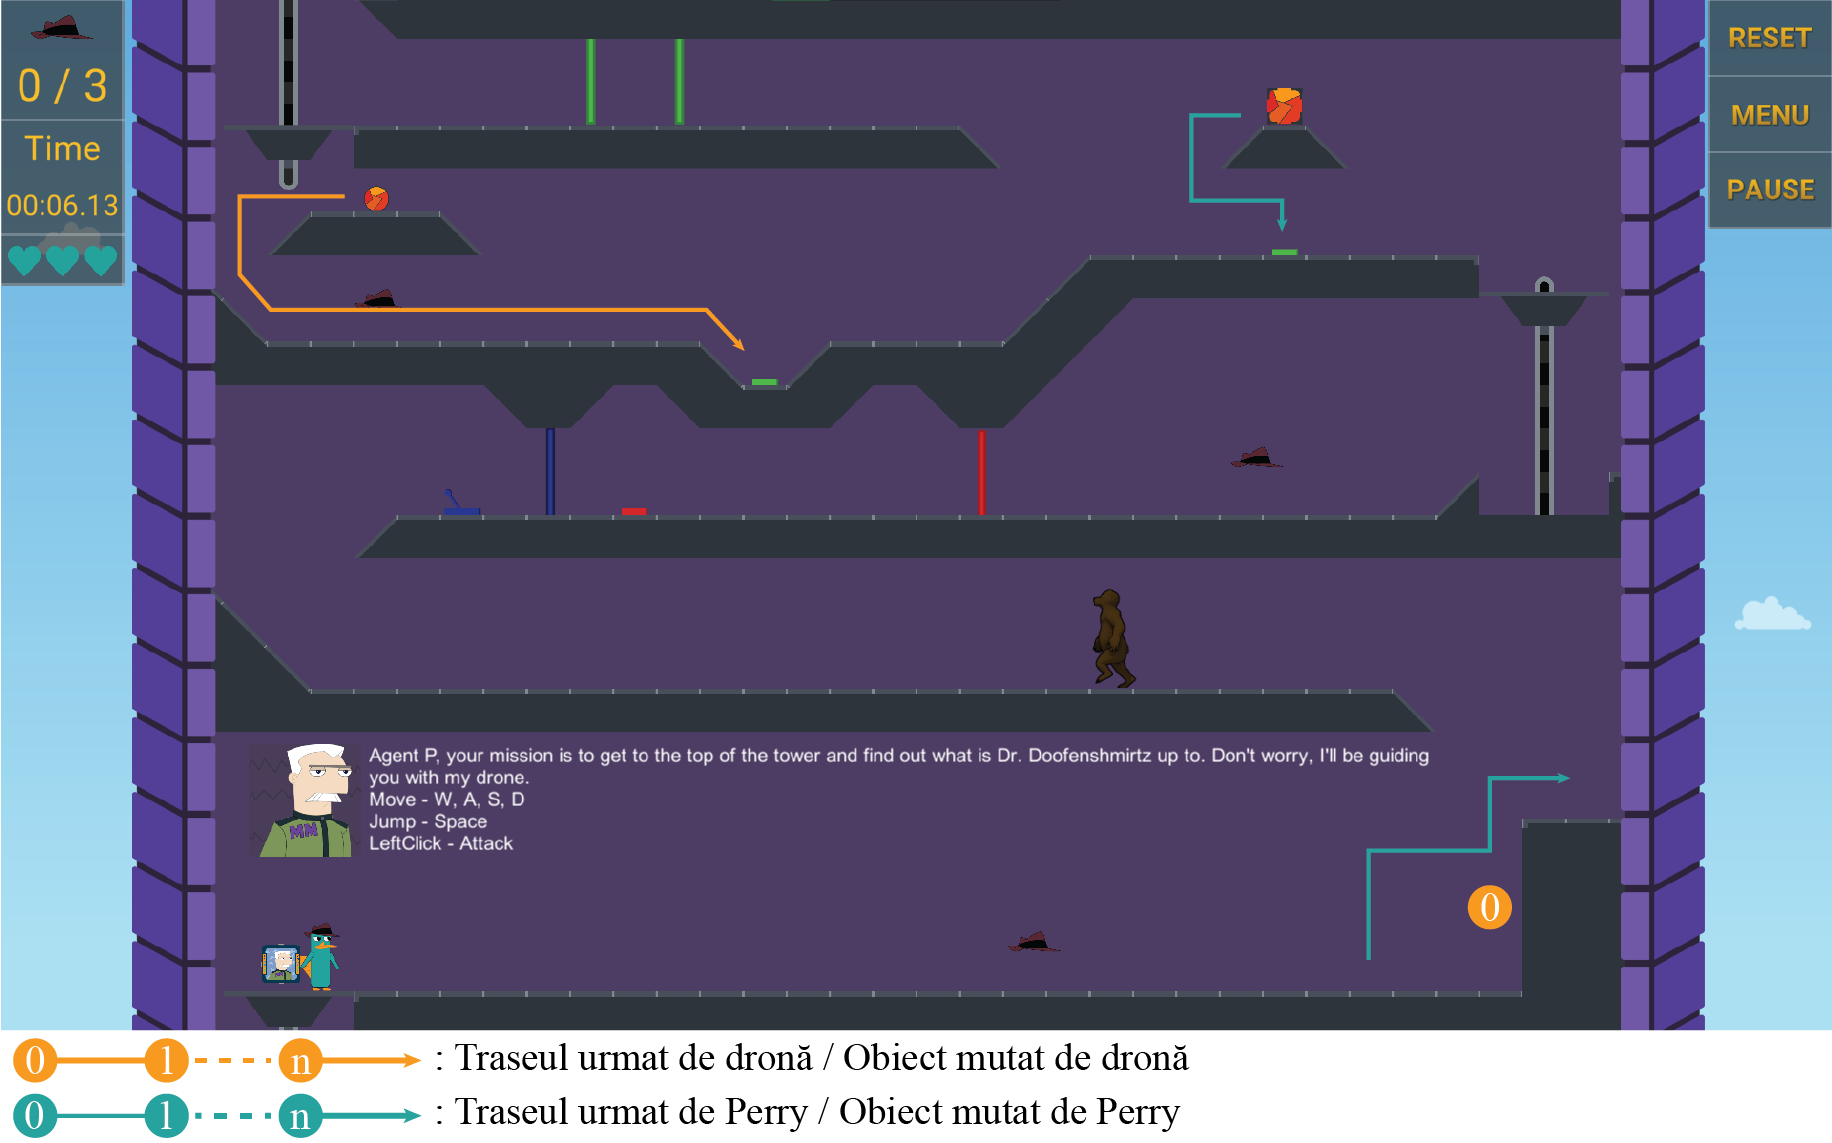 0 / 3
Time
00:06.13
RESET
MENU
PAUSE
Agent P, your mission is to get to the top of the tower and find out what is Dr. Doofenshmirtz up to. Don't worry, I'll be guiding
you with my drone.
Move - W, A, S, D
Jump - Space
LeftClick - Attack
MM
0
0 1 n : Traseul urmat de dronă / Obiect mutat de dronă
0 1 n : Traseul urmat de Perry / Obiect mutat de Perry